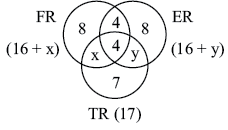 FR ER
8 4 8
(16 + x) 4 (16 + y)
x y
7
TR (17)